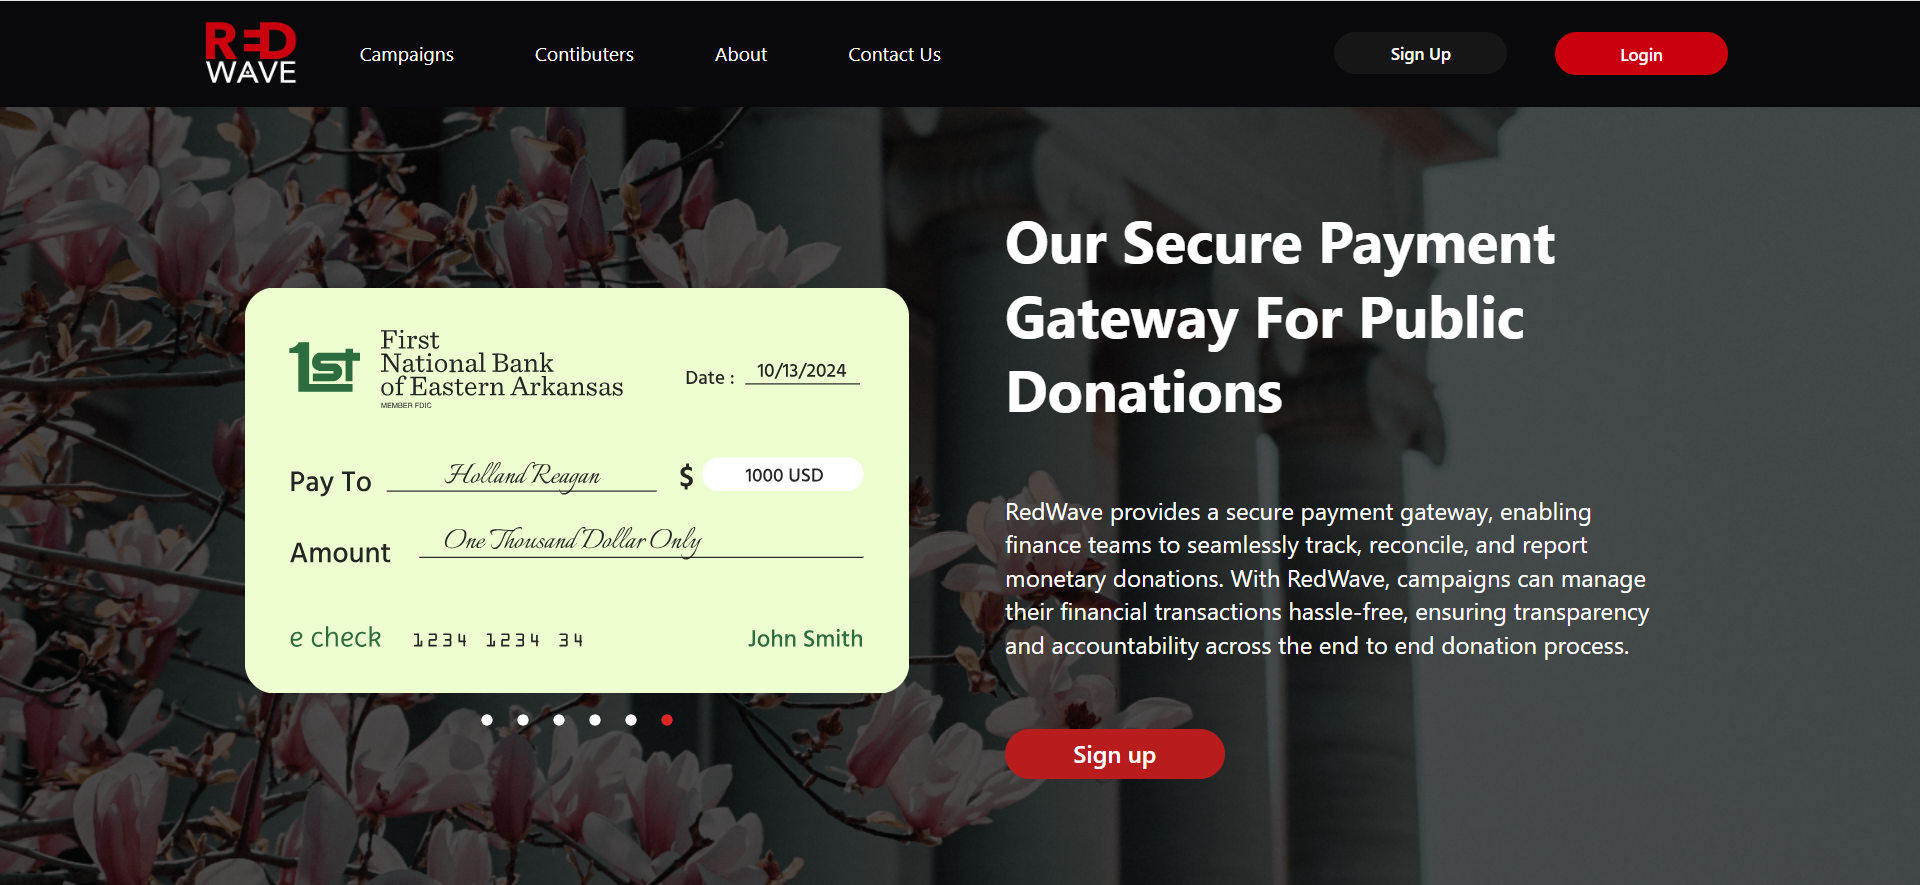 RED
WAVE
Campaigns
Contibuters
About
Contact Us
Sign Up
Login
1st
First
National Bank
of Eastern Arkansas
MEMBER FDIC
Date : 10/13/2024
Pay To Holland Reagan $ 1000 USD
Amount One Thousand Dollar Only
e check 1234 1234 34 John Smith
Our Secure Payment
Gateway For Public
Donations
RedWave provides a secure payment gateway, enabling
finance teams to seamlessly track, reconcile, and report
monetary donations. With RedWave, campaigns can manage
their financial transactions hassle-free, ensuring transparency
and accountability across the end to end donation process.
Sign up